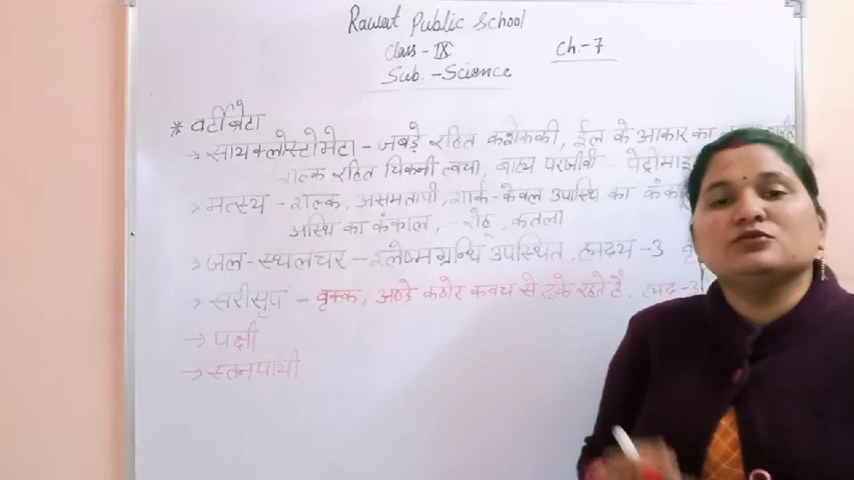 Rawat Public School
Class - IX
Ch.-7
Sub. - Science
* वर्टीब्रेटा
→ सायक्लोस्टोमेटा - जबड़े रहित कशेरुकी, ईल के आकार का
शल्क रहित चिकनी त्वचा, बाह्य परजीवी - पेट्रोमाइ
→ मत्स्य - शल्क, असमतापी, शार्क - केवल उपास्थि का कंका
अस्थि का कंकाल, - रोहू, कतला
→ जल-स्थलचर - श्लेष्मग्रन्थि उपस्थित, हृदय - 3
→ सरीसृप - वृक्क, अण्डे कठोर कवच से ढके रहते हैं, हृदय - 3
→ पक्षी
→ स्तनपायी